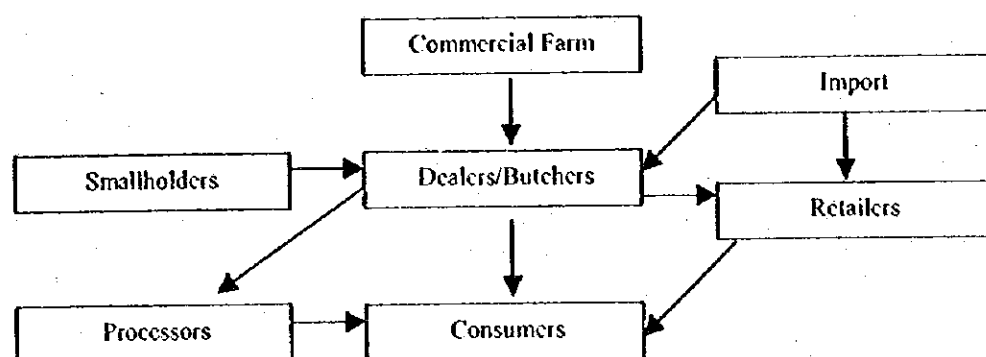 Commercial Farm
Import
Smallholders
Dealers/Butchers
Retailers
Processors
Consumers